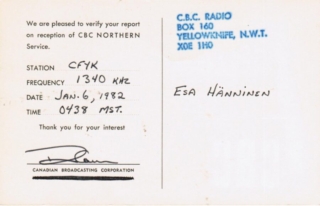 We are pleased to verify your report
on reception of CBC NORTHERN
Service.
STATION CFYK
FREQUENCY 1340 KHZ
DATE JAN. 6, 1982
TIME 0438 MST.
Thank you for your interest
CANADIAN BROADCASTING CORPORATION
C.B.C. RADIO
BOX 160
YELLOWKNIFE, N.W.T.
X0E 1H0
ESA HÄNNINEN